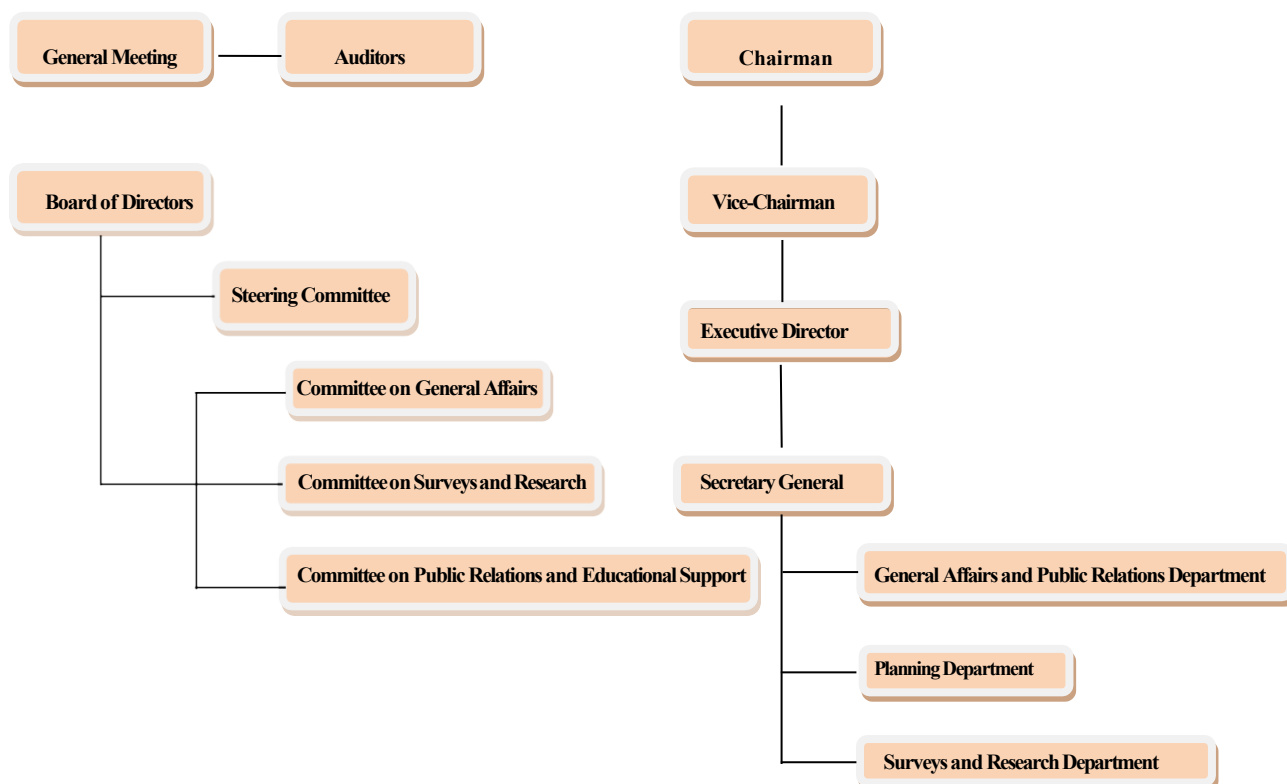 General Meeting
Auditors
Chairman
Board of Directors
Vice-Chairman
Steering Committee
Executive Director
Committee on General Affairs
Committee on Surveys and Research
Secretary General
Committee on Public Relations and Educational Support
General Affairs and Public Relations Department
Planning Department
Surveys and Research Department